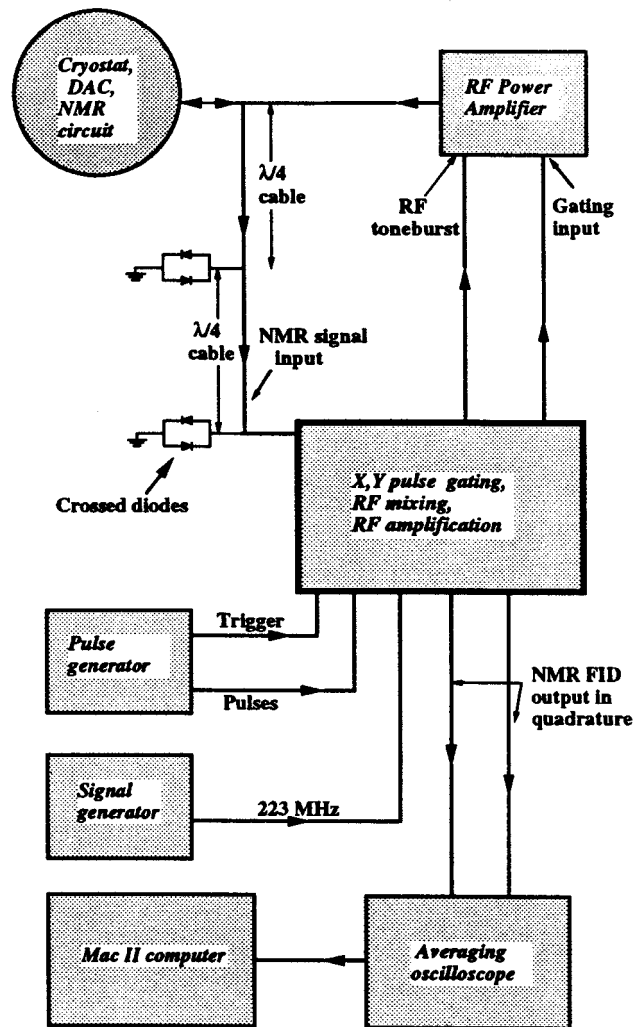 Cryostat,
DAC,
NMR
circuit
RF Power
Amplifier
λ/4
cable
RF
toneburst
Gating
input
λ/4
cable
NMR signal
input
Crossed diodes
X,Y pulse gating,
RF mixing,
RF amplification
Pulse
generator
Trigger
Pulses
NMR FID
output in
quadrature
Signal
generator
223 MHz
Mac II computer
Averaging
oscilloscope